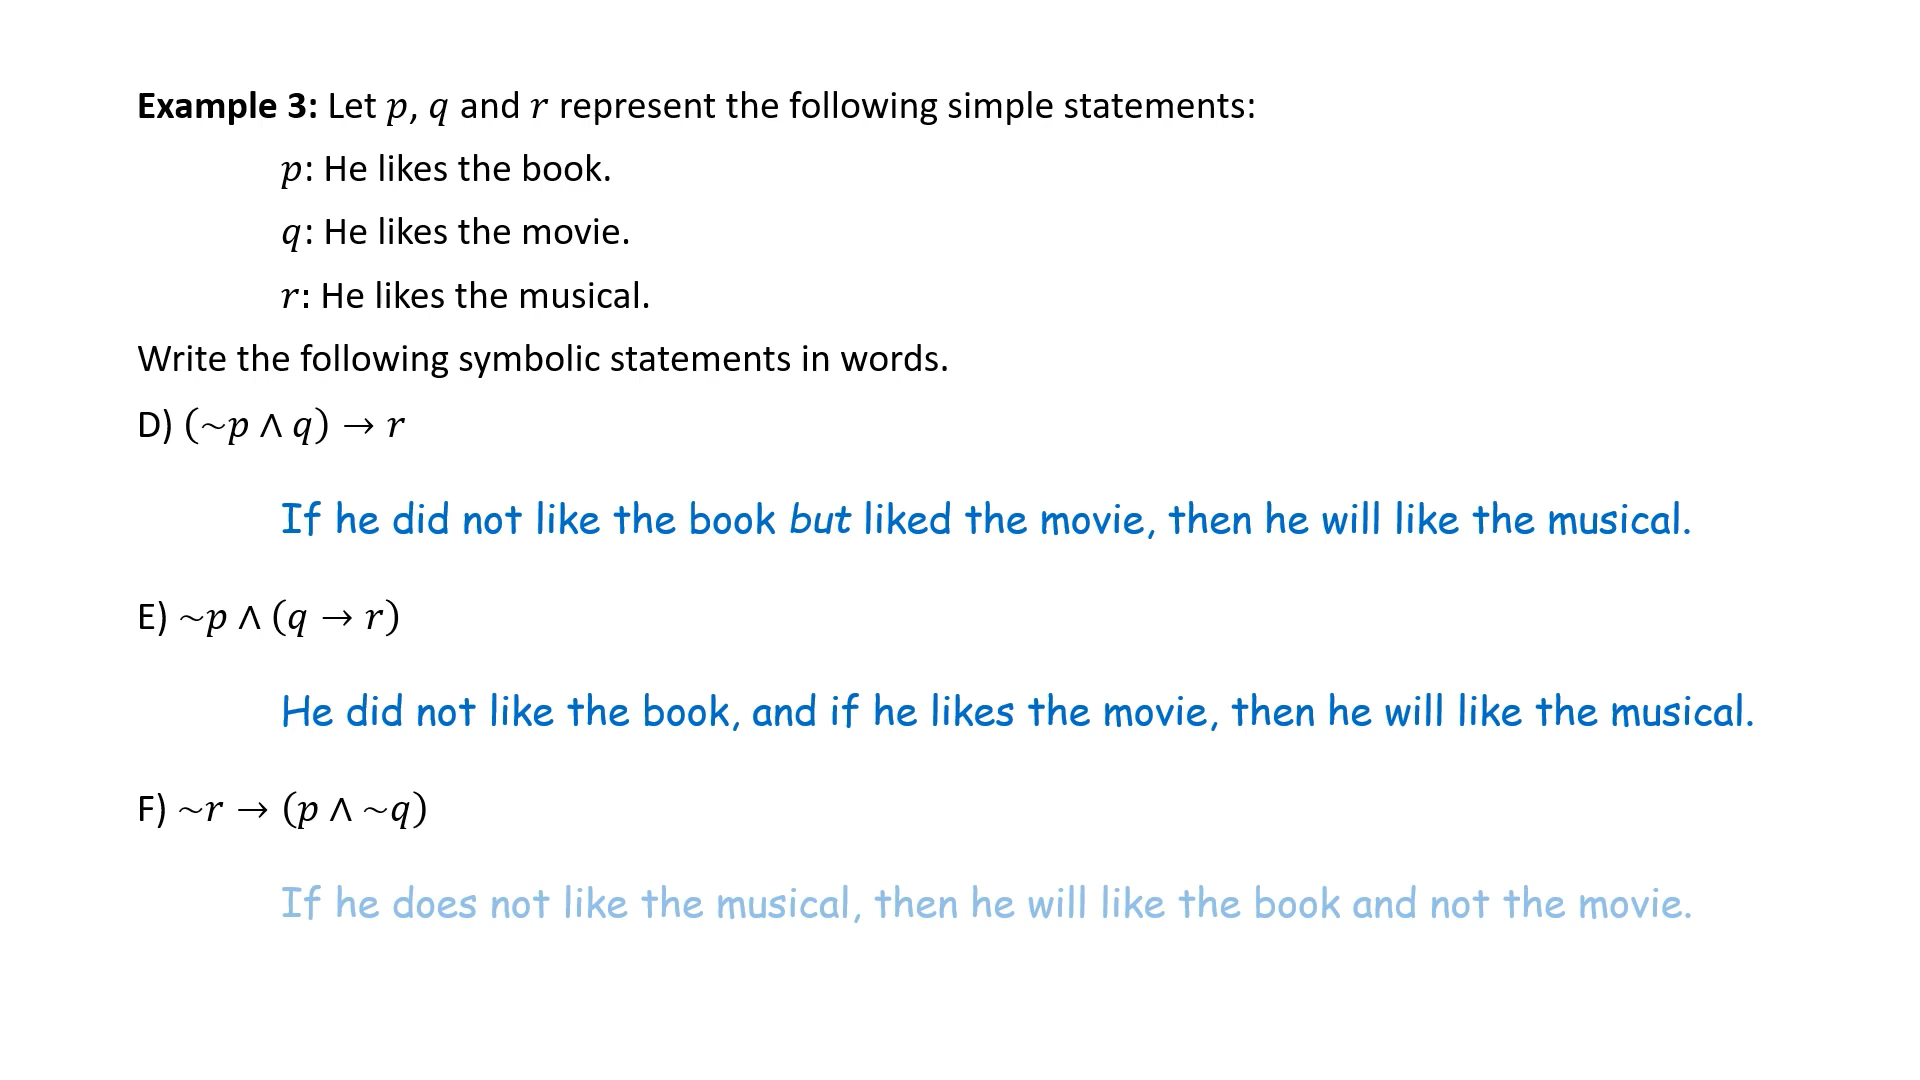 Example 3: Let p, q and r represent the following simple statements:
p: He likes the book.
q: He likes the movie.
r: He likes the musical.
Write the following symbolic statements in words.
D) (~p ∧ q) → r
If he did not like the book but liked the movie, then he will like the musical.
E) ~p ∧ (q → r)
He did not like the book, and if he likes the movie, then he will like the musical.
F) ~r → (p ∧ ~q)
If he does not like the musical, then he will like the book and not the movie.